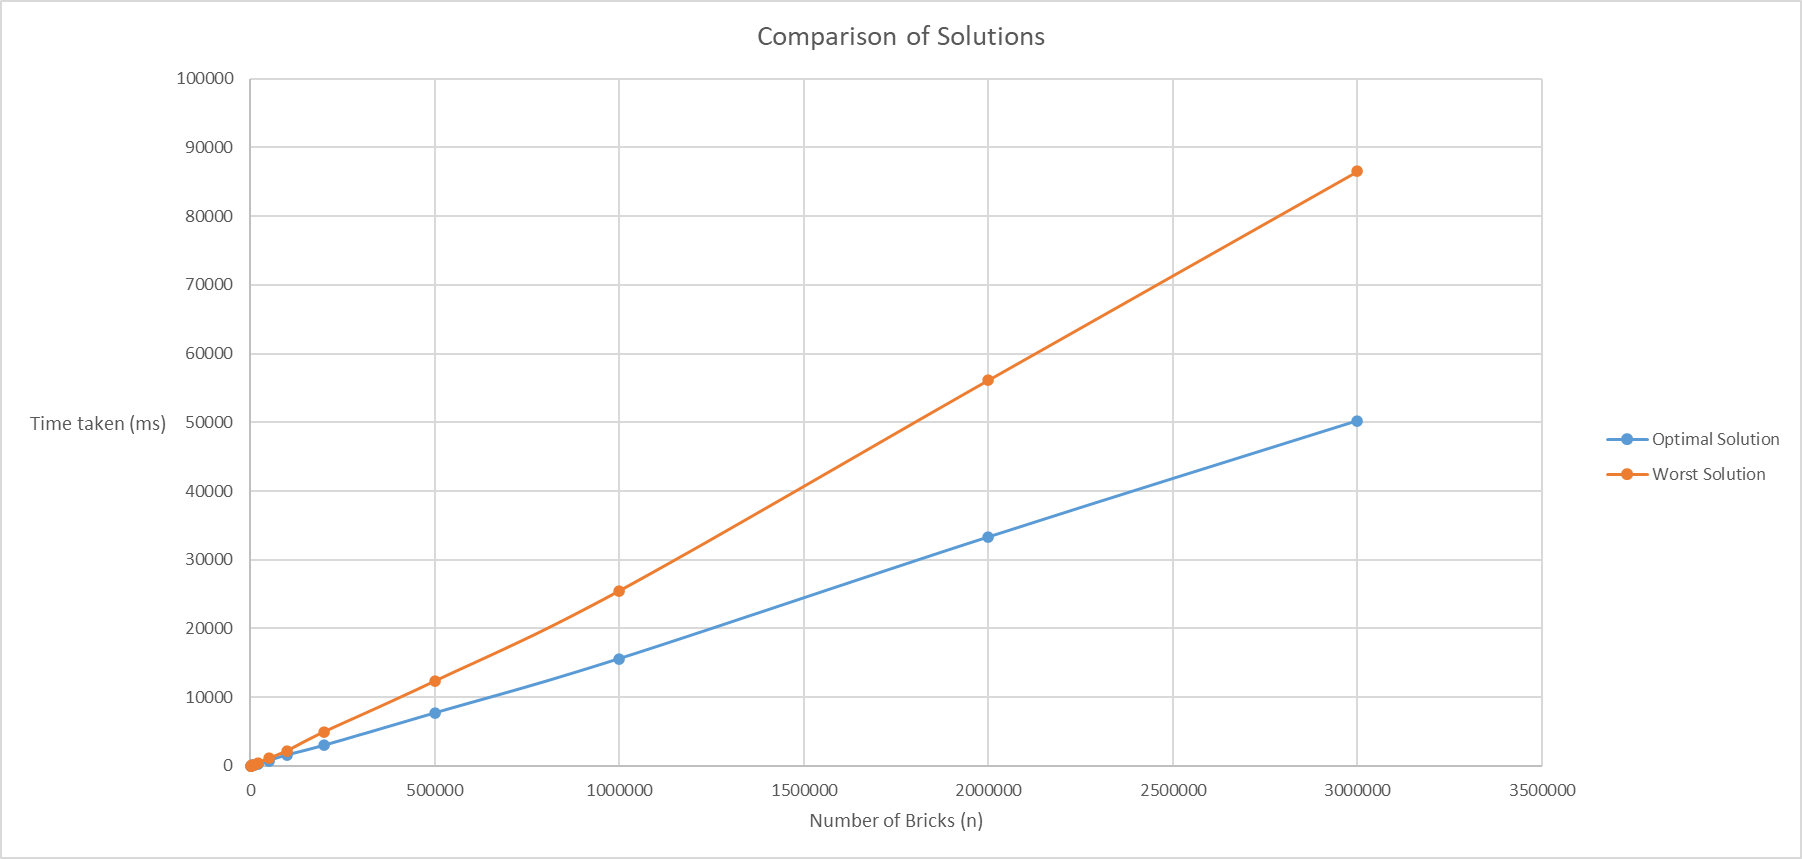 Comparison of Solutions
100000
90000
80000
70000
60000
50000
40000
30000
20000
10000
0
Time taken (ms)
0 500000 1000000 1500000 2000000 2500000 3000000 3500000
Number of Bricks (n)
Optimal Solution
Worst Solution